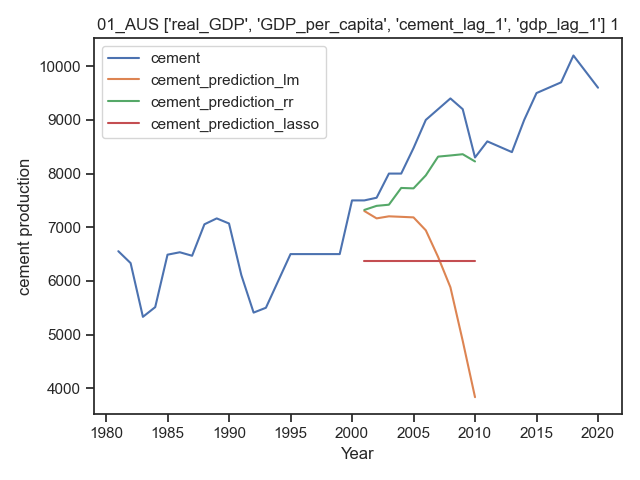 01_AUS ['real_GDP', 'GDP_per_capita', 'cement_lag_1', 'gdp_lag_1'] 1
cement
cement_prediction_lm
cement_prediction_rr
cement_prediction_lasso
cement production
10000
9000
8000
7000
6000
5000
4000
1980 1985 1990 1995 2000 2005 2010 2015 2020
Year